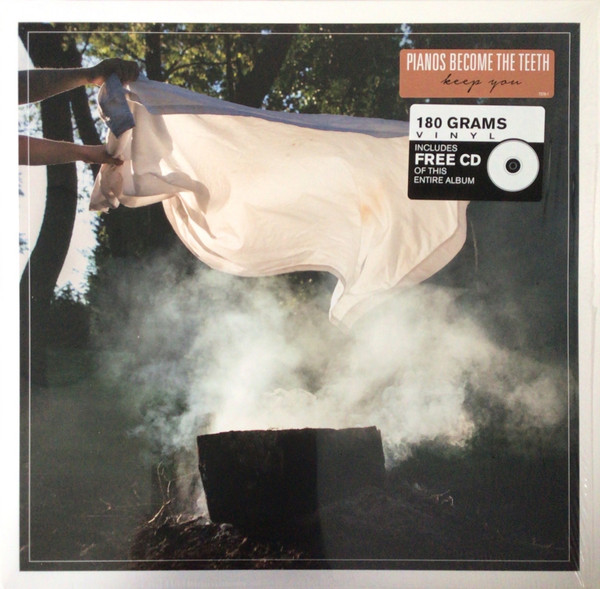 PIANOS BECOME THE TEETH
keep you
180 GRAMS
VINYL
INCLUDES
FREE CD
OF THIS
ENTIRE ALBUM